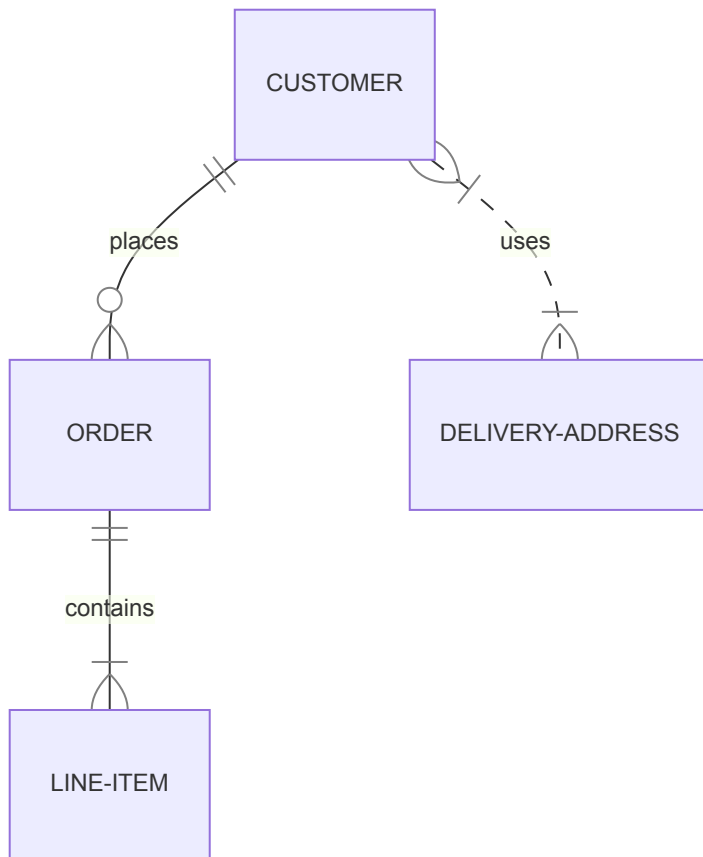 CUSTOMER
places
uses
ORDER
DELIVERY-ADDRESS
contains
LINE-ITEM